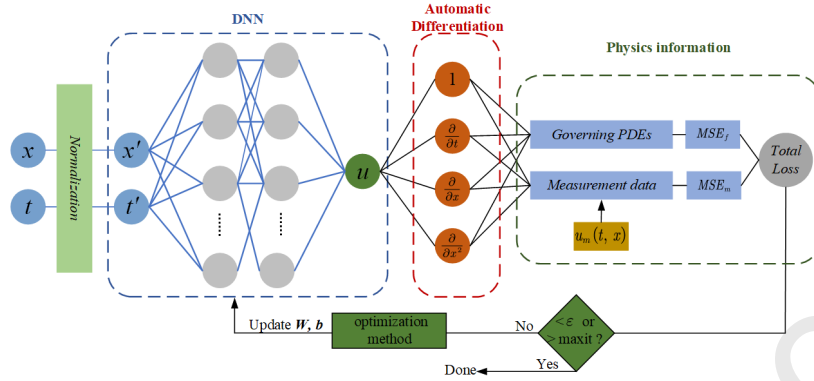 DNN
Automatic
Differentiation
Physics information
Normalization
x
t
x′
t′
u
1
∂/∂t
∂/∂x
∂/∂x²
Governing PDEs
MSE_f
Measurement data
MSE_m
u_m(t, x)
Total
Loss
Update W, b
optimization
method
No
<ε or
>maxit?
Yes
Done